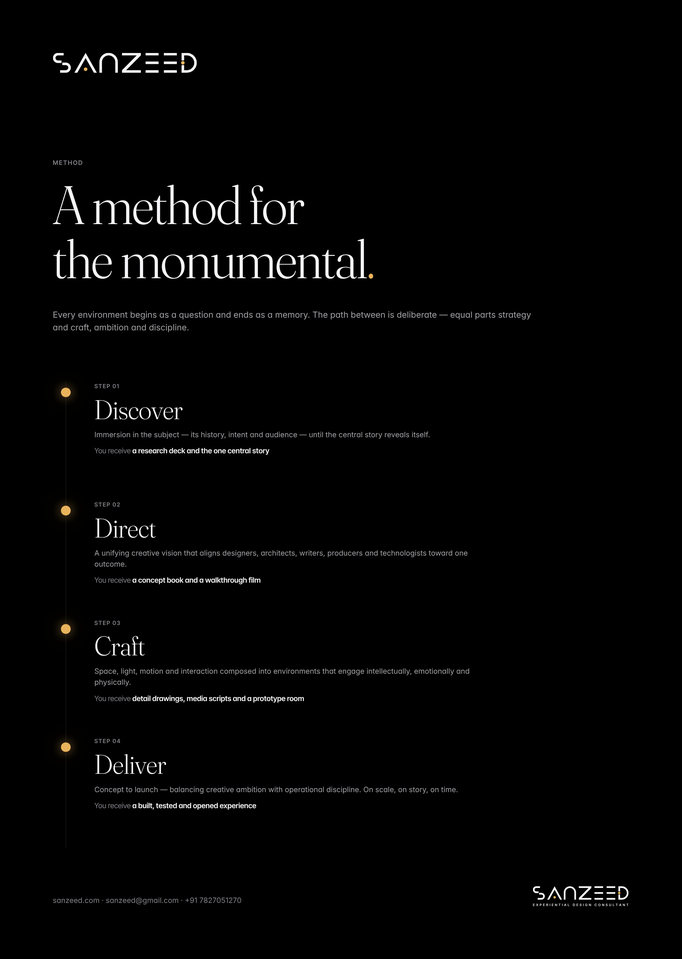 SANZEED
METHOD
A method for
the monumental.
Every environment begins as a question and ends as a memory. The path between is deliberate — equal parts strategy
and craft, ambition and discipline.
STEP 01
Discover
Immersion in the subject — its history, intent and audience — until the central story reveals itself.
You receive a research deck and the one central story
STEP 02
Direct
A unifying creative vision that aligns designers, architects, writers, producers and technologists toward one
outcome.
You receive a concept book and a walkthrough film
STEP 03
Craft
Space, light, motion and interaction composed into environments that engage intellectually, emotionally and
physically.
You receive detail drawings, media scripts and a prototype room
STEP 04
Deliver
Concept to launch — balancing creative ambition with operational discipline. On scale, on story, on time.
You receive a built, tested and opened experience
sanzeed.com · sanzeed@gmail.com · +91 7827051270
SANZEED
EXPERIENTIAL DESIGN CONSULTANT